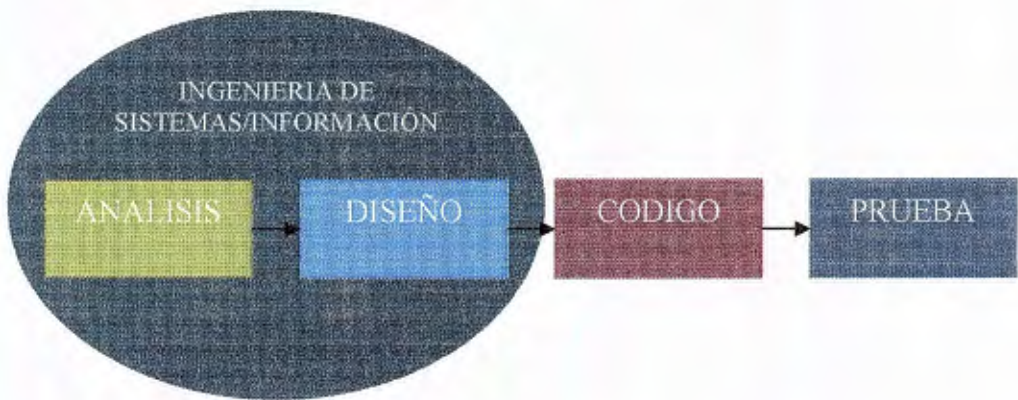 INGENIERIA DE
SISTEMAS/INFORMACIÓN
ANALISIS
DISEÑO
CODIGO
PRUEBA